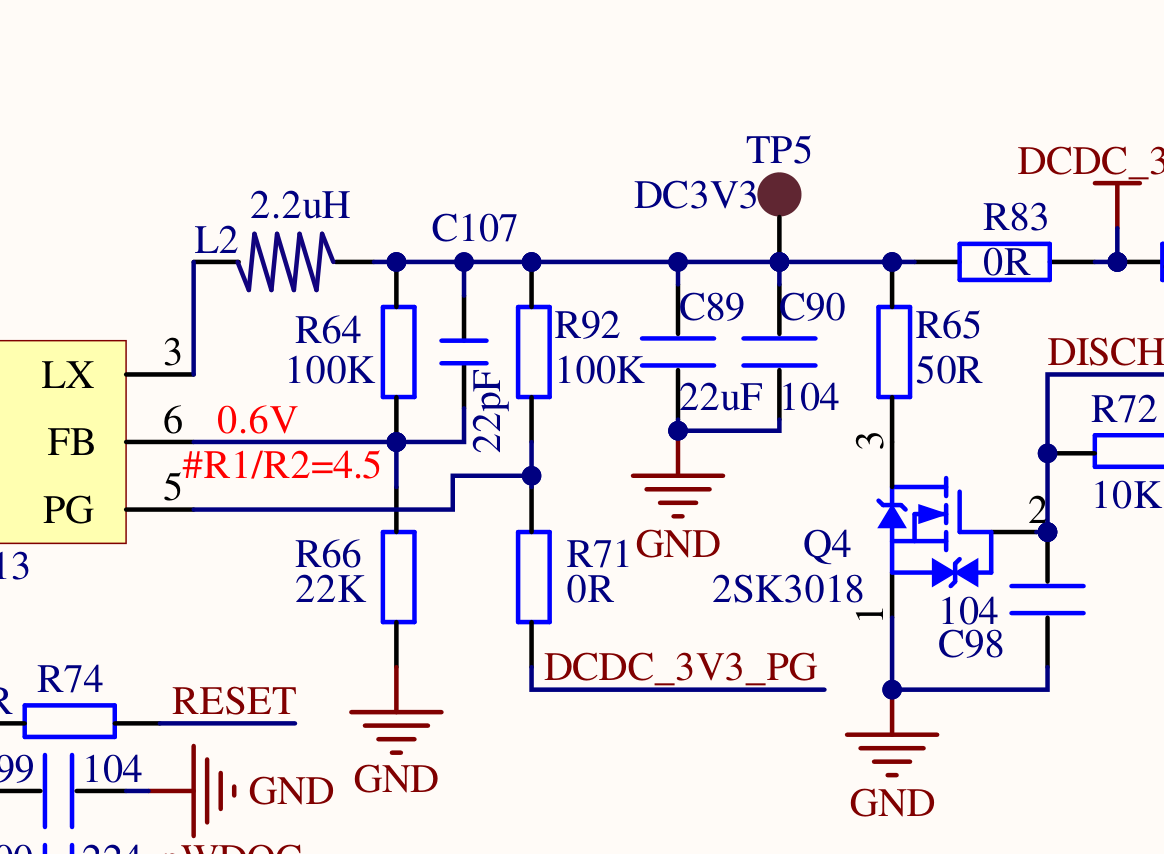 TP5
DC3V3
DCDC_3
2.2uH
L2
C107
R83
0R
R64
100K
22pF
R92
100K
C89
22uF
C90
104
R65
50R
DISCH
R72
10K
LX
3
FB
6
0.6V
#R1/R2=4.5
PG
5
13
3
2
1
Q4
2SK3018
104
C98
GND
R66
22K
R71
0R
DCDC_3V3_PG
R74
R
RESET
99
104
GND
GND
GND